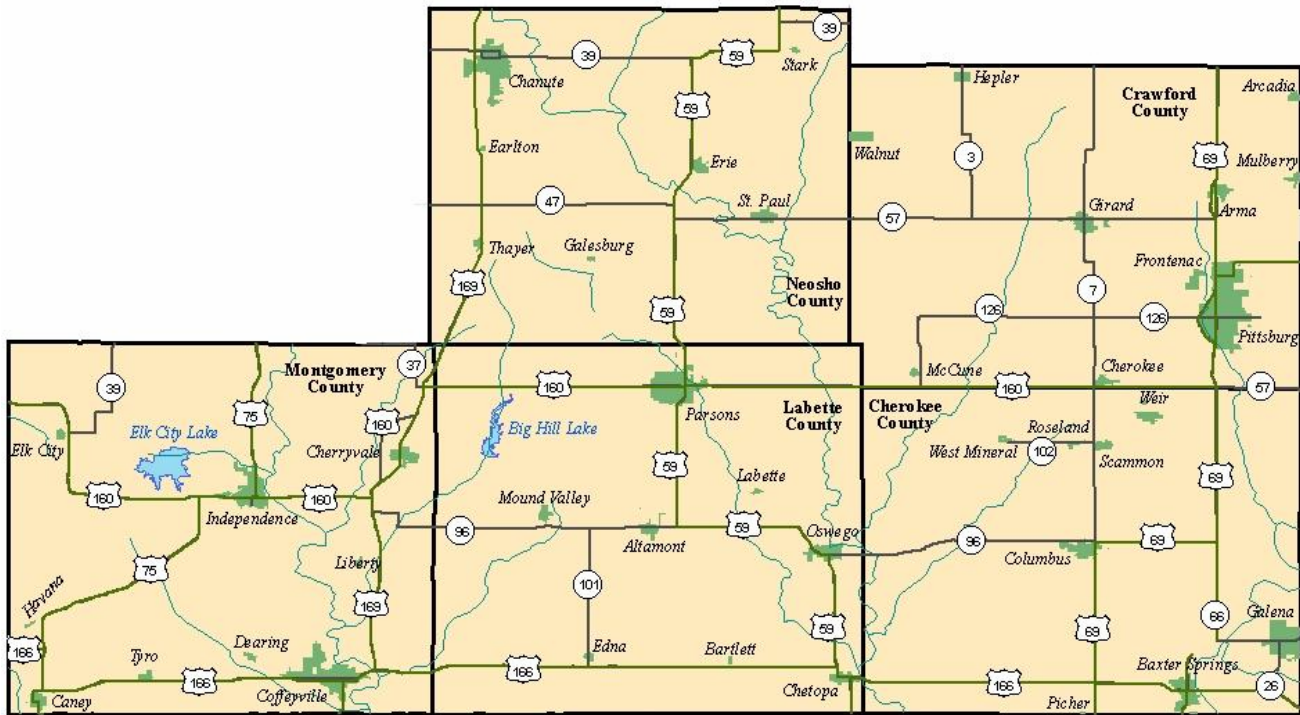 39
39
59
Stark
Chanute
Hepler
Crawford
County
Arcadia
59
Earlton
Erie
Walnut
3
69
Mulberry
47
St. Paul
57
Girard
Arma
Thayer
Galesburg
Frontenac
169
Neosho
County
7
59
126
126
Pittsburg
Montgomery
County
37
39
160
McCune
160
Cherokee
57
75
Parsons
Labette
County
Cherokee
County
Weir
160
Elk City
Elk City Lake
Cherryvale
Big Hill Lake
Roseland
West Mineral
102
Scammon
59
Labette
69
160
160
Mound Valley
Independence
96
Altamont
59
Oswego
96
Columbus
69
75
Liberty
101
Havana
169
59
69
66
Galena
166
Dearing
Edna
Bartlett
Tyro
166
166
166
Baxter Springs
Caney
Coffeyville
Chetopa
Picher
26